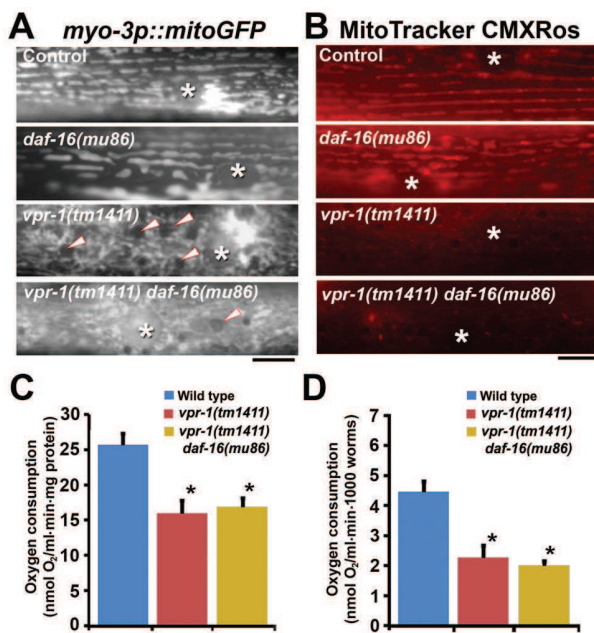 A
myo-3p::mitoGFP
Control
*
daf-16(mu86)
*
vpr-1(tm1411)
*
vpr-1(tm1411) daf-16(mu86)
*
B
MitoTracker CMXRos
Control
*
daf-16(mu86)
*
vpr-1(tm1411)
*
vpr-1(tm1411) daf-16(mu86)
*
C
Wild type
vpr-1(tm1411)
vpr-1(tm1411)
daf-16(mu86)
Oxygen consumption
(nmol O₂/ml-min-mg protein)
30
25
20
15
10
5
0
*
*
D
Wild type
vpr-1(tm1411)
vpr-1(tm1411)
daf-16(mu86)
Oxygen consumption
(nmol O₂/ml-min-1000 worms)
7
6
5
4
3
2
1
0
*
*